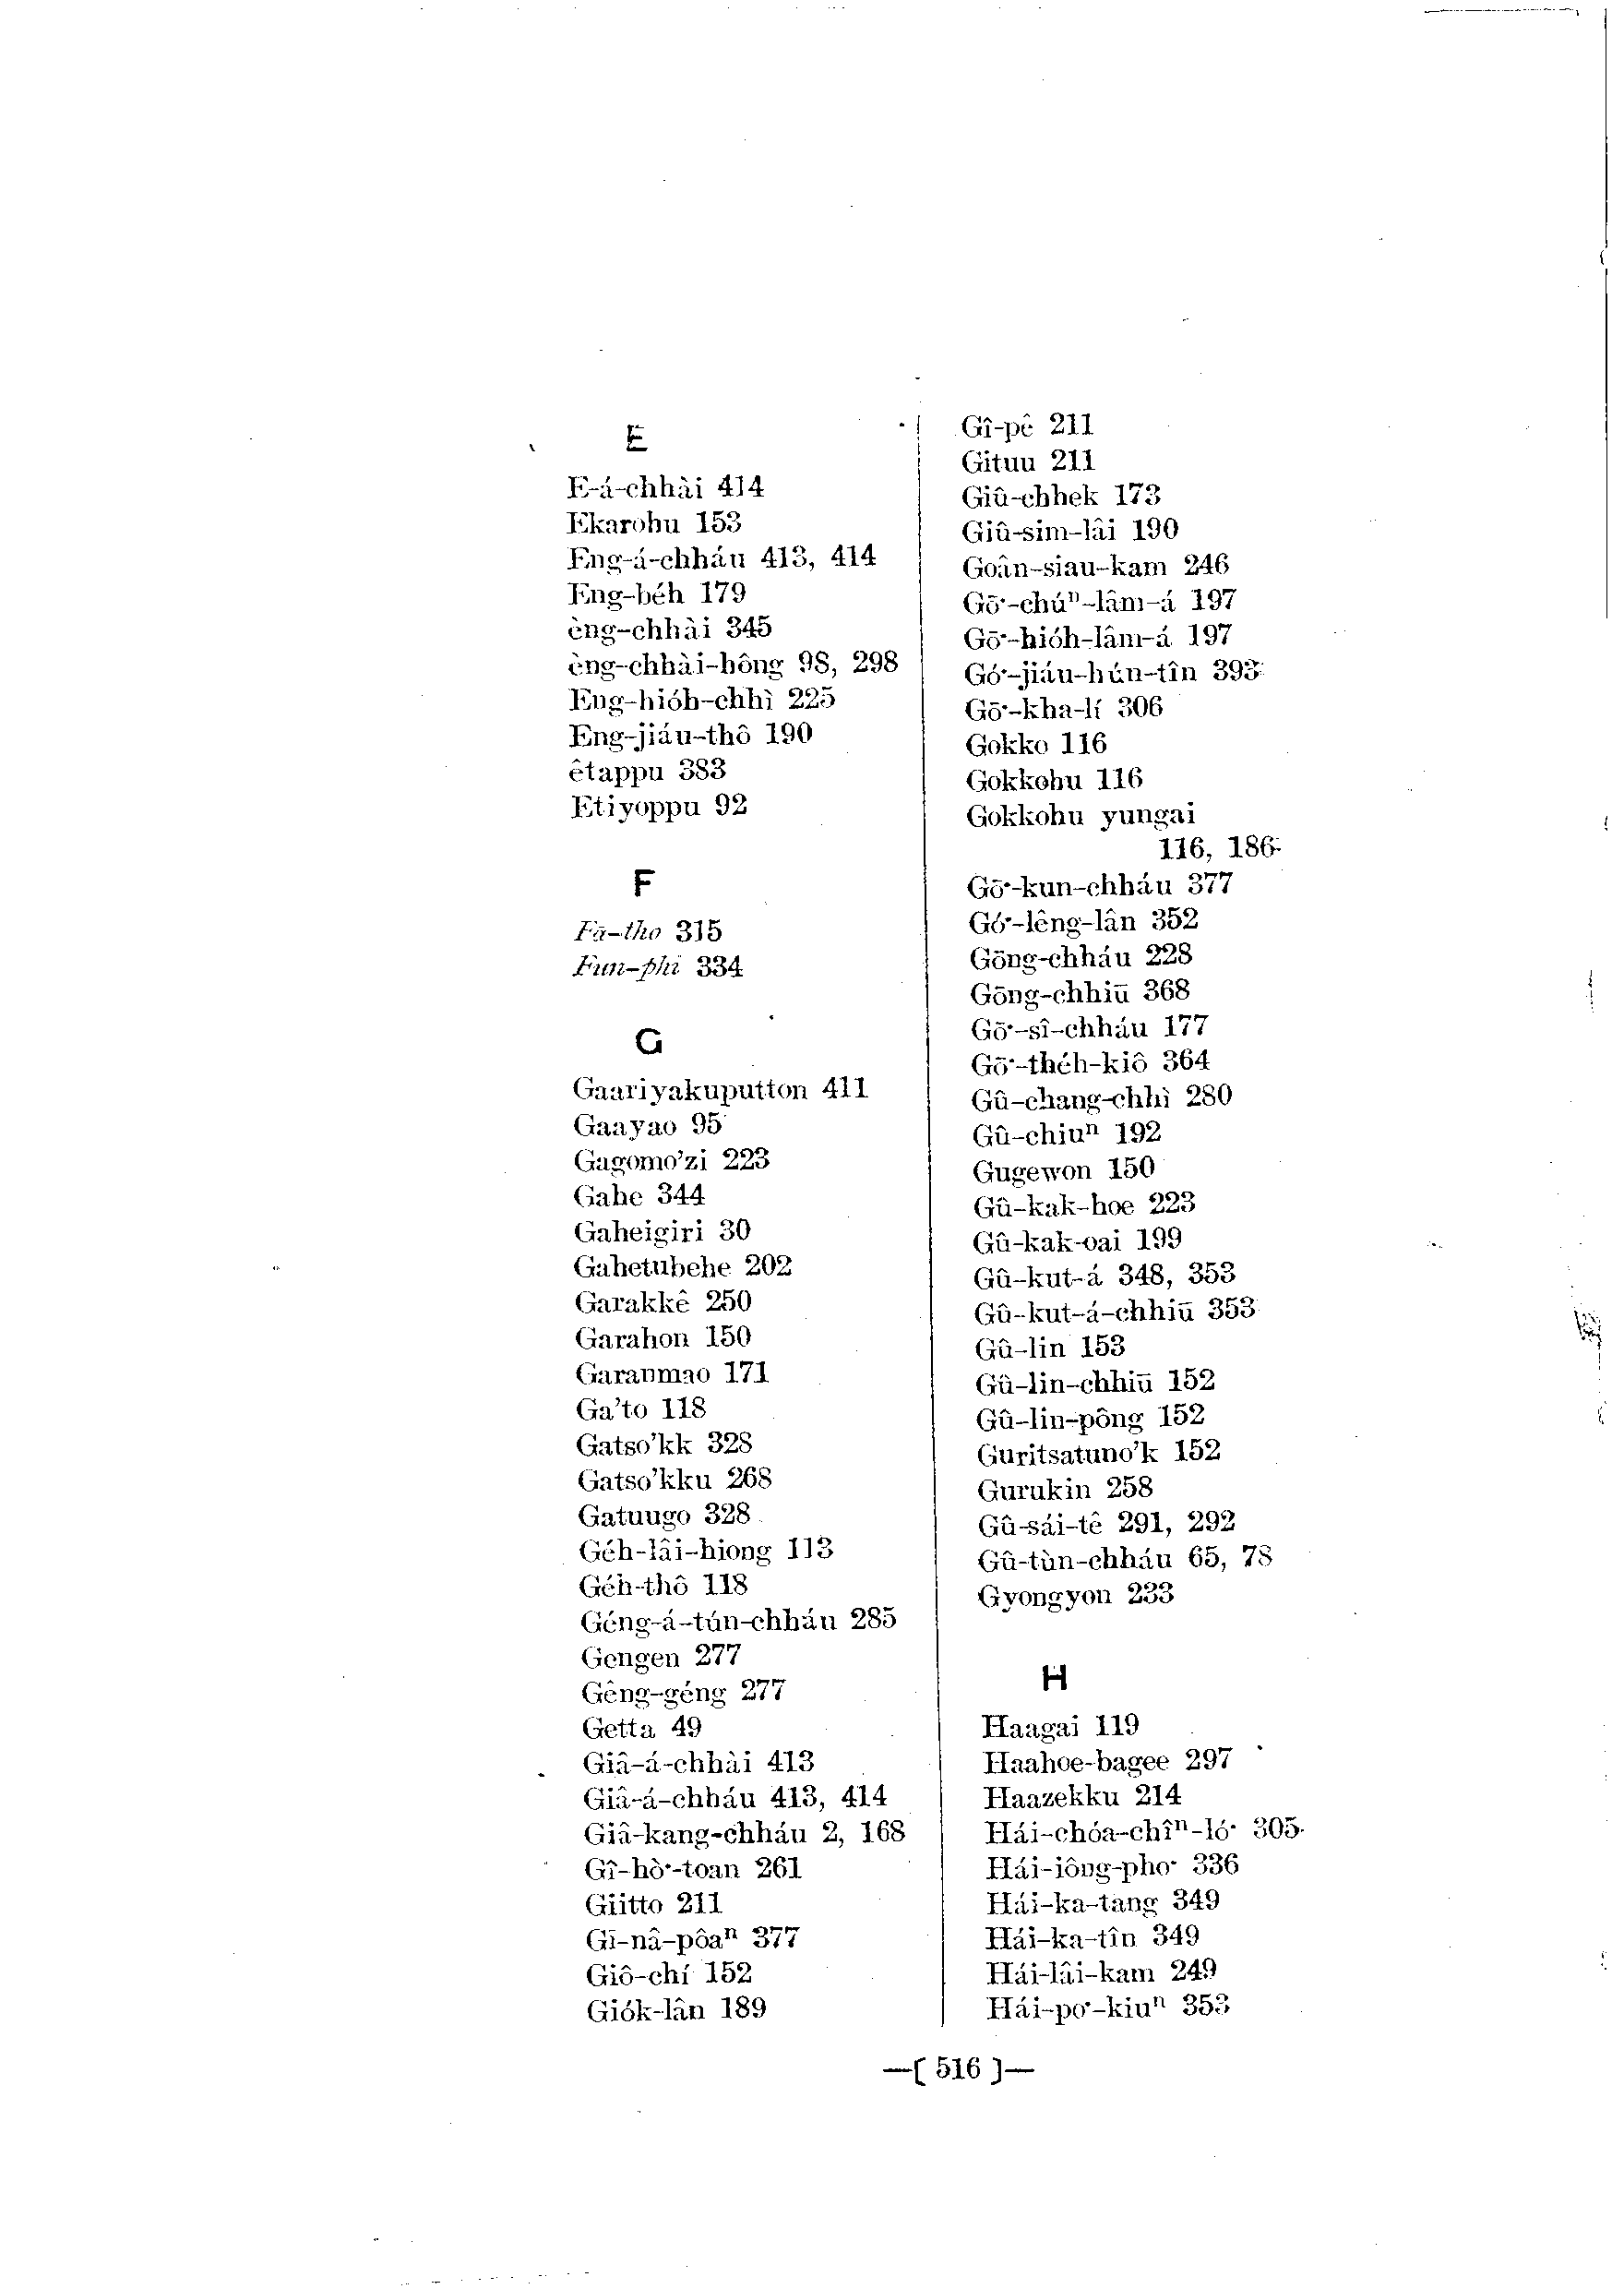 E
E-á-chhài 414
Ekarohu 153
Eng-á-chháu 413, 414
Eng-béh 179
èng-chhài 345
èng-chhài-hông 98, 298
Eng-hióh-chhì 225
Eng-jiáu-thô 190
êtappu 383
Etiyoppu 92
F
Fā-tho 315
Fun-phi 334
G
Gaariyakuputton 411
Gaayao 95
Gagomo'zi 223
Gahe 344
Gaheigiri 30
Gahetubehe 202
Garakkê 250
Garahon 150
Garanmao 171
Ga'to 118
Gatso'kk 328
Gatso'kku 268
Gatuugo 328
Géh-lâi-hiong 113
Géh-thô 118
Géng-á-tún-chháu 285
Gengen 277
Gêng-géng 277
Getta 49
Giâ-á-chhài 413
Giâ-á-chháu 413, 414
Giâ-kang-chháu 2, 168
Gī-hò͘-toan 261
Giitto 211
Gī-nâ-pôaⁿ 377
Giô-chí 152
Giók-lân 189
Gî-pê 211
Gituu 211
Giû-chhek 173
Giû-sim-lâi 190
Goân-siau-kam 246
Gō͘-chúⁿ-lâm-á 197
Gō͘-hióh-lâm-á 197
Gó͘-jiáu-hún-tîn 393
Gō͘-kha-lí 306
Gokko 116
Gokkohu 116
Gokkohu yungai
116, 186
Gō͘-kun-chháu 377
Gó͘-lêng-lân 352
Gōng-chháu 228
Gōng-chhiū 368
Gō͘-sî-chháu 177
Gō͘-théh-kiô 364
Gû-chang-chhì 280
Gû-chiuⁿ 192
Gugewon 150
Gû-kak-hoe 223
Gû-kak-oai 199
Gû-kut-á 348, 353
Gû-kut-á-chhiū 353
Gû-lin 153
Gû-lin-chhiū 152
Gû-lin-pông 152
Guritsatuno'k 152
Gurukin 258
Gû-sái-tê 291, 292
Gû-tùn-chháu 65, 78
Gyongyon 233
H
Haagai 119
Haahoe-bagee 297
Haazekku 214
Hái-chóa-chîⁿ-ló͘ 305
Hái-iông-pho͘ 336
Hái-ka-tang 349
Hái-ka-tîn 349
Hái-lâi-kam 249
Hái-po͘-kiuⁿ 353
—[ 516 ]—